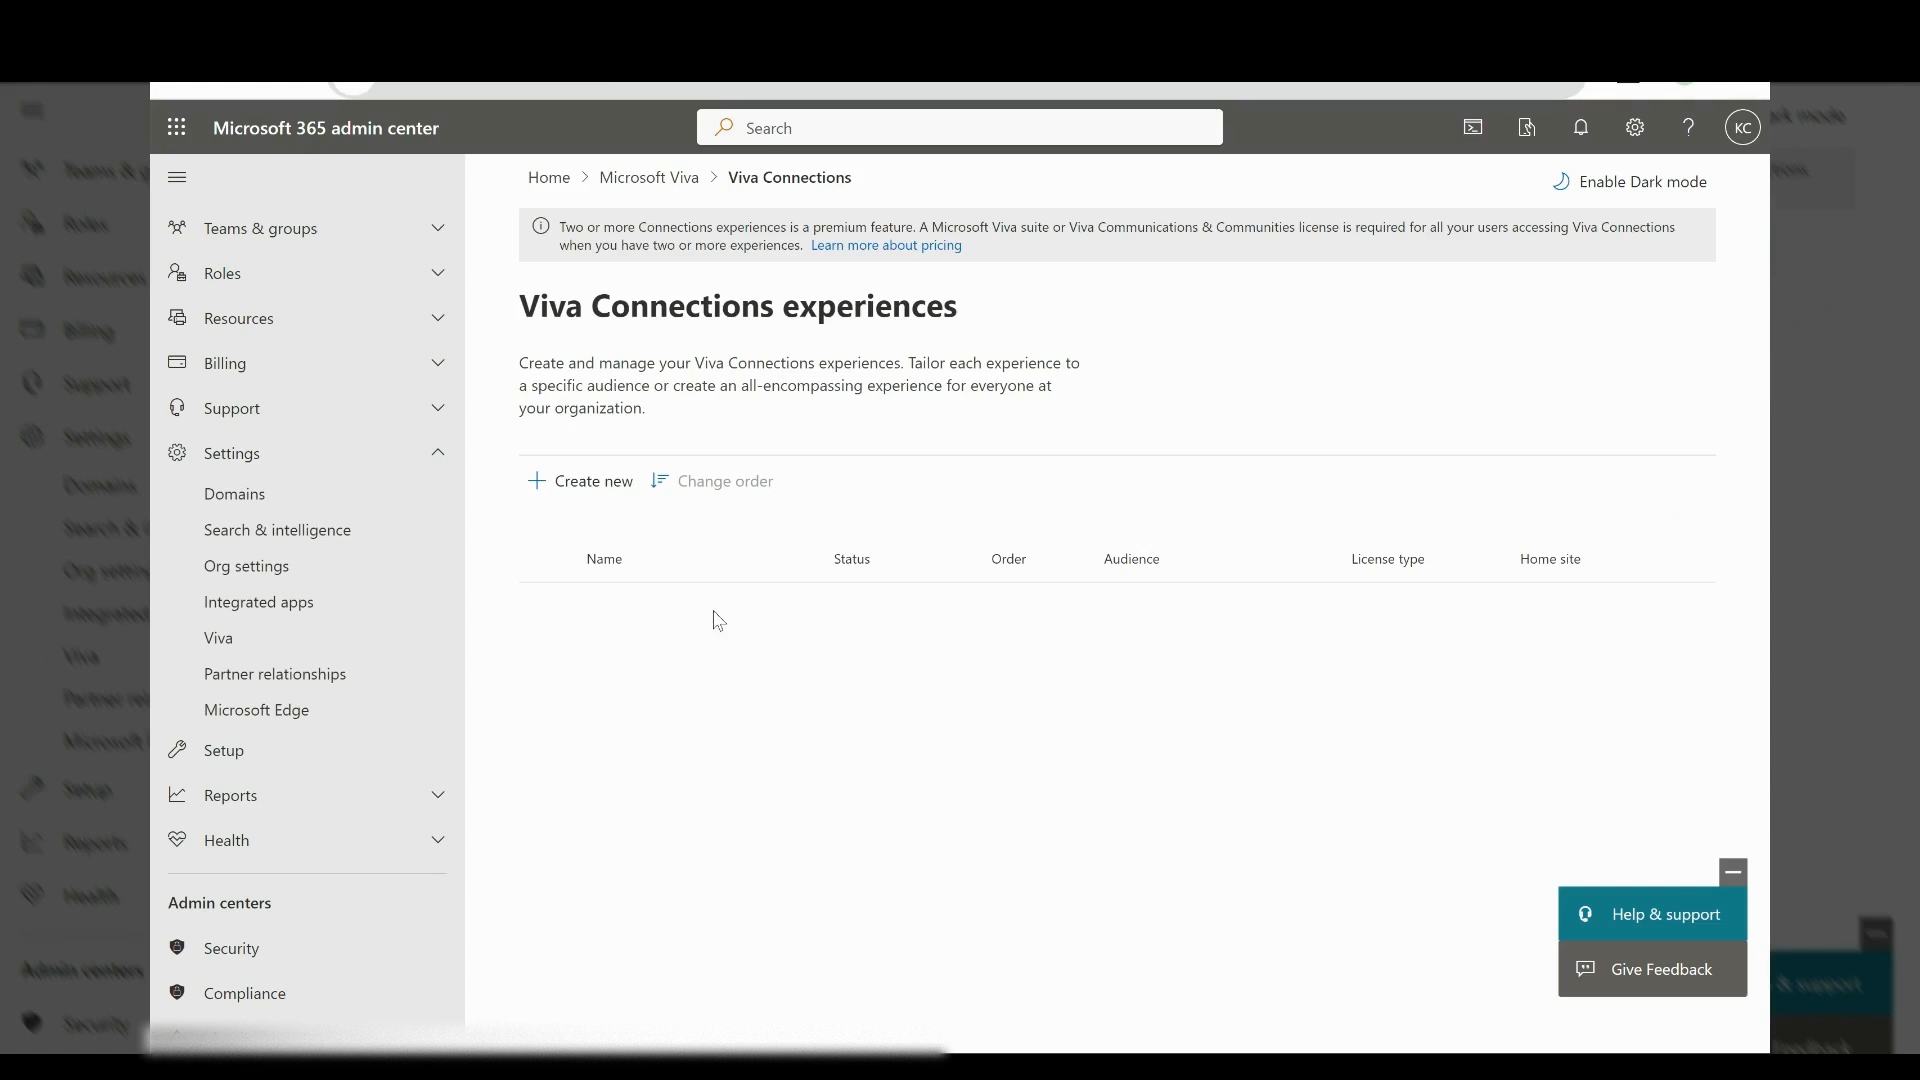 Microsoft 365 admin center
Search
KC
Home > Microsoft Viva > Viva Connections
Enable Dark mode
Two or more Connections experiences is a premium feature. A Microsoft Viva suite or Viva Communications & Communities license is required for all your users accessing Viva Connections
when you have two or more experiences. Learn more about pricing
Viva Connections experiences
Create and manage your Viva Connections experiences. Tailor each experience to
a specific audience or create an all-encompassing experience for everyone at
your organization.
Create new
Change order
Name Status Order Audience License type Home site
Teams & groups
Roles
Resources
Billing
Support
Settings
Domains
Search & intelligence
Org settings
Integrated apps
Viva
Partner relationships
Microsoft Edge
Setup
Reports
Health
Admin centers
Security
Compliance
Help & support
Give Feedback